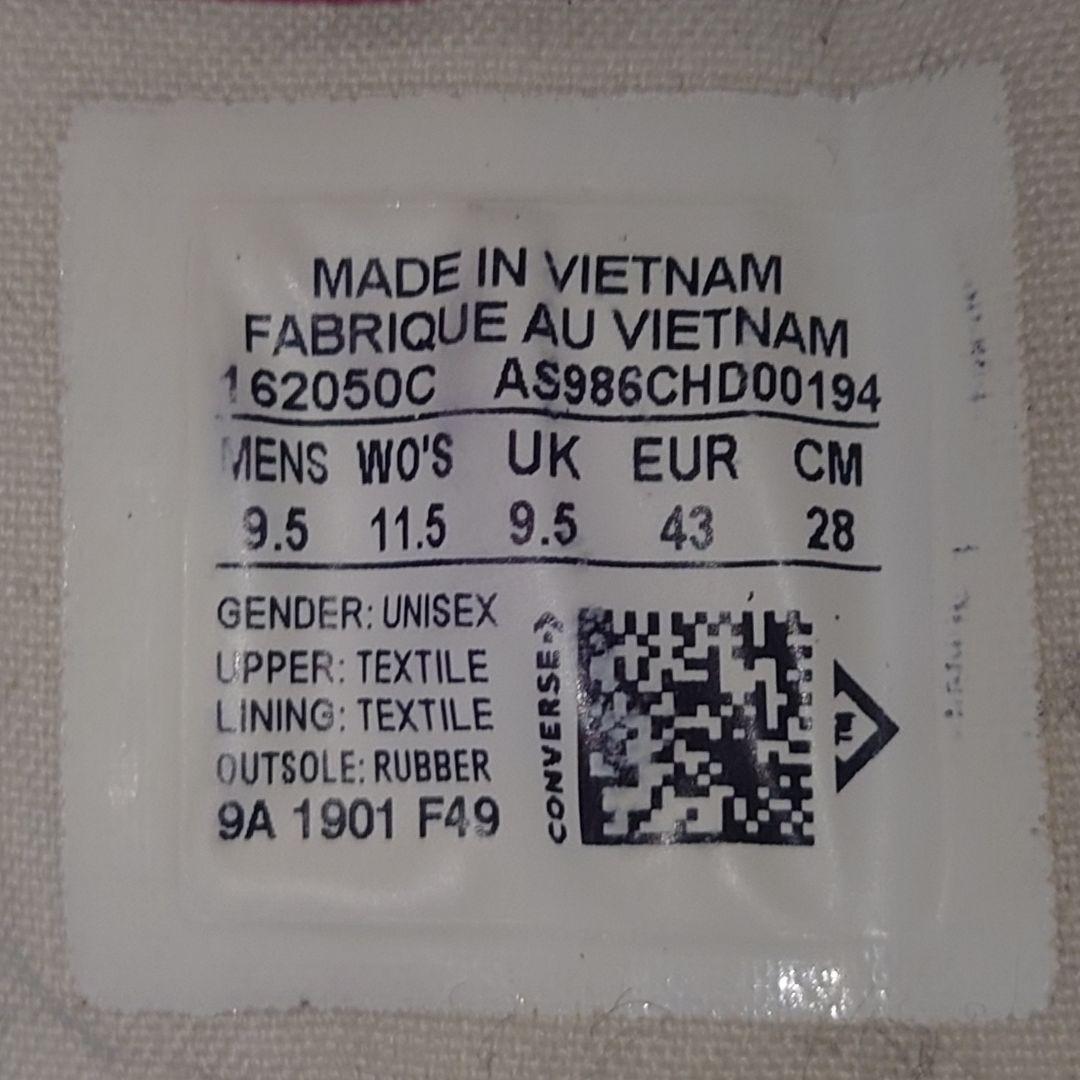 MADE IN VIETNAM
FABRIQUE AU VIETNAM
162050C AS986CHD00194
MENS WO'S UK EUR CM
9.5 11.5 9.5 43 28
GENDER: UNISEX
UPPER: TEXTILE
LINING: TEXTILE
OUTSOLE: RUBBER
9A 1901 F49
CONVERSE
TM